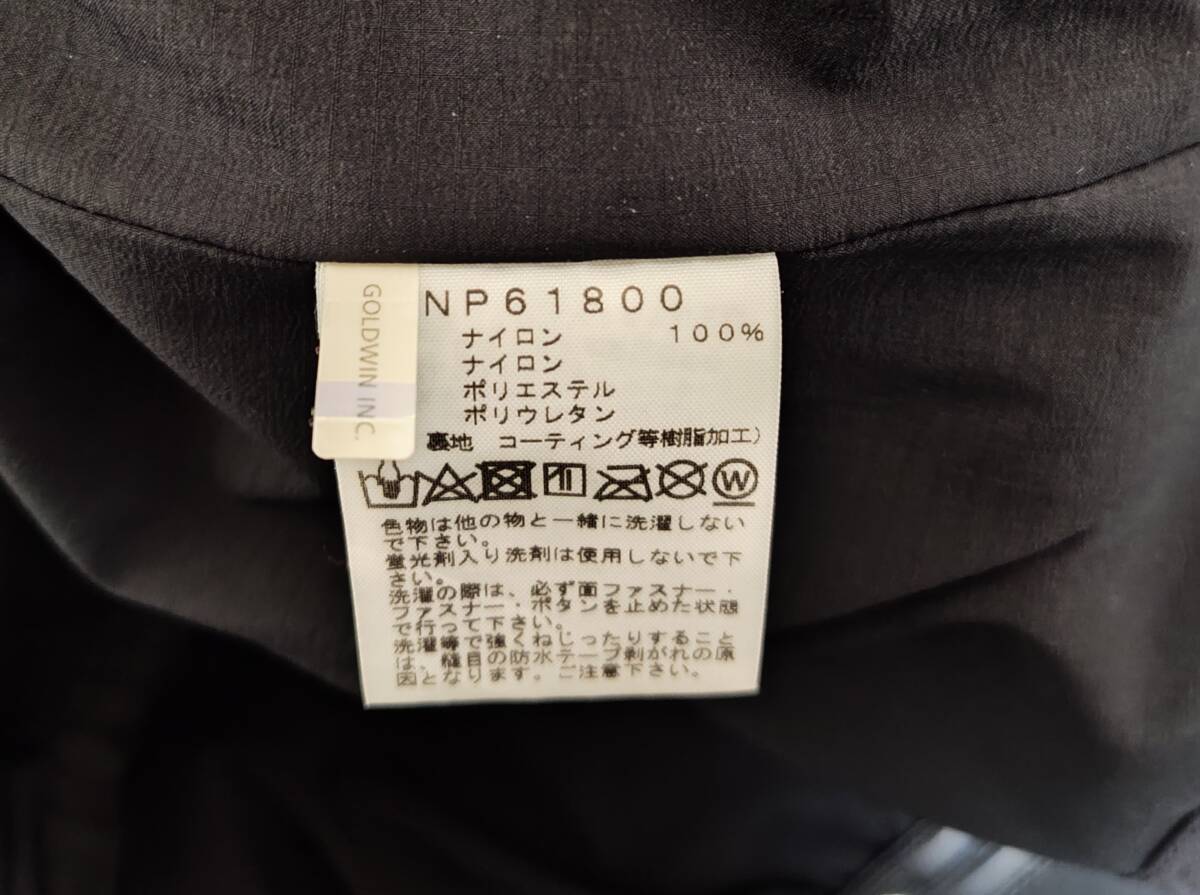 GOLDWIN INC.
NP61800
ナイロン 100%
ナイロン
ポリエステル
ポリウレタン
裏地 コーティング等樹脂加工)
W
色物は他の物と一緒に洗濯しない
で下さい。
蛍光剤入り洗剤は使用しないで下
さい。
洗濯の際は、必ず面ファスナー・
ファスナー・ボタンを止めた状態
で行って下さい。
洗濯等で強くねじったりすること
は、縫目の防水テープ剥がれの原
因となります。ご注意下さい。